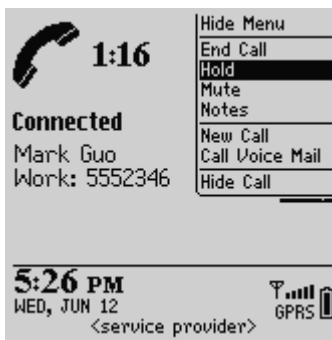 1:16
Connected
Mark Guo
Work: 5552346
Hide Menu
End Call
Hold
Mute
Notes
New Call
Call Voice Mail
Hide Call
5:26 PM
WED, JUN 12
GPRS
<service provider>